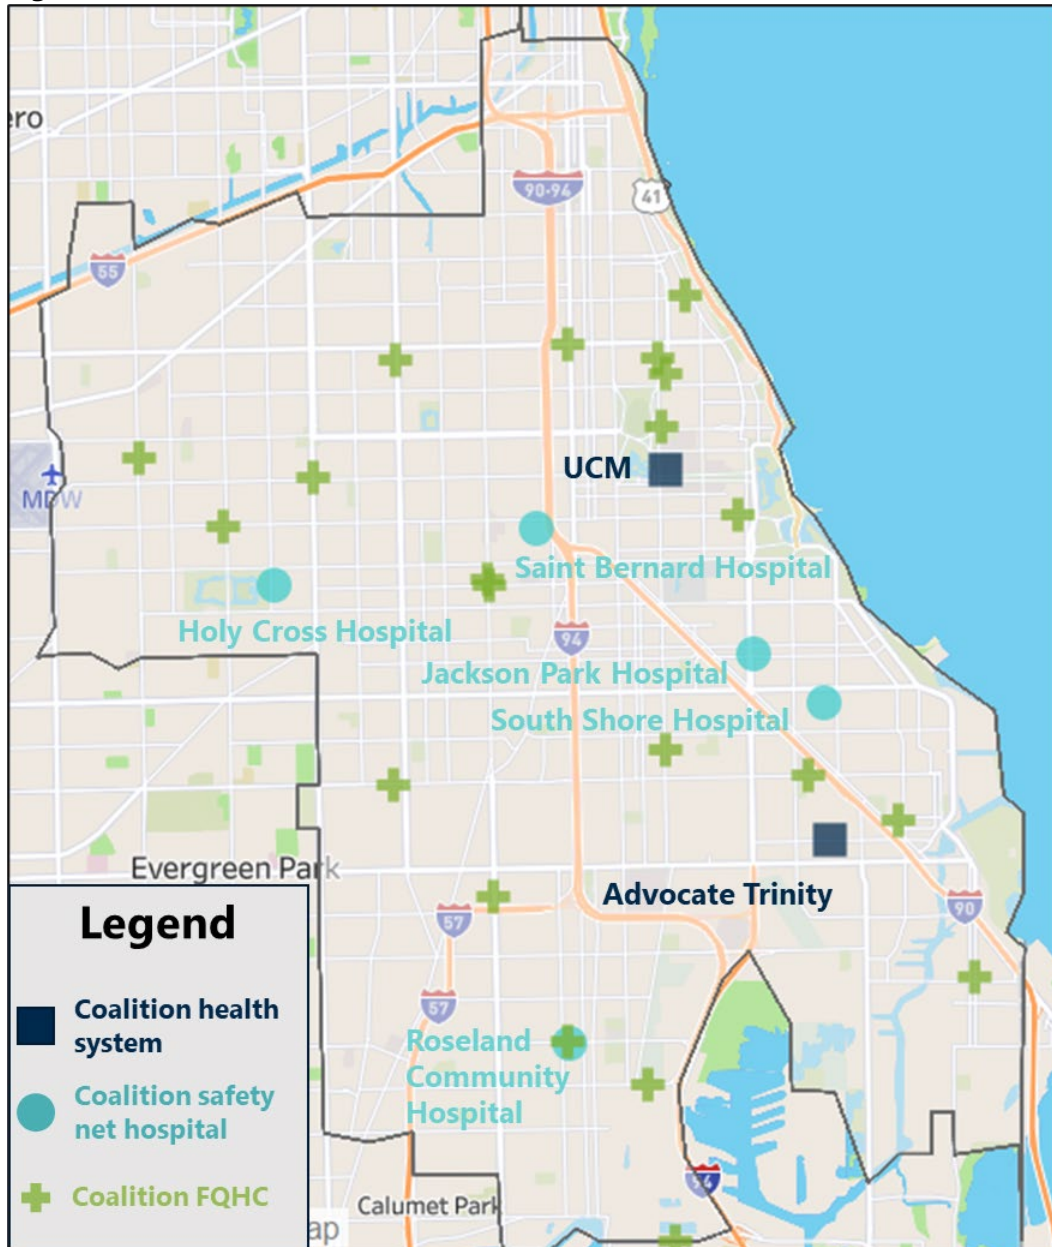 ero
90-94
41
55
MDW
UCM
Saint Bernard Hospital
Holy Cross Hospital
94
Jackson Park Hospital
South Shore Hospital
Evergreen Park
Advocate Trinity
90
57
57
Roseland
Community
Hospital
94
Calumet Park
ap
Legend
Coalition health
system
Coalition safety
net hospital
Coalition FQHC